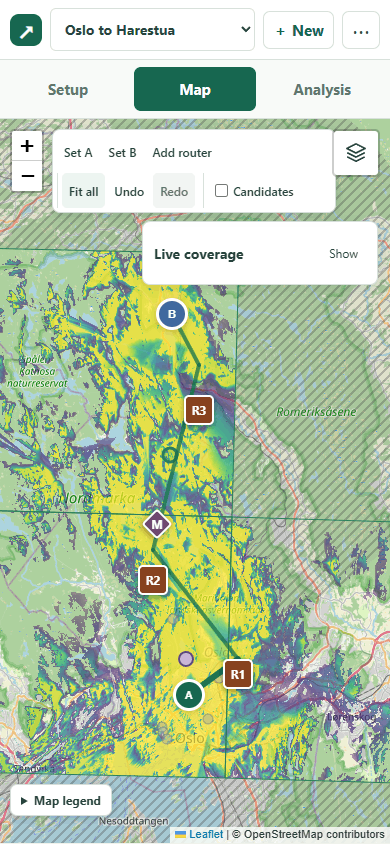 Oslo to Harestua
+ New
...
Setup
Map
Analysis
+
−
Set A
Set B
Add router
Fit all
Undo
Redo
Candidates
Live coverage
Show
B
naturreservat
Romeriksåsene
R3
M
R2
R1
A
Oslo
Map legend
Nesoddtangen
Leaflet | © OpenStreetMap contributors